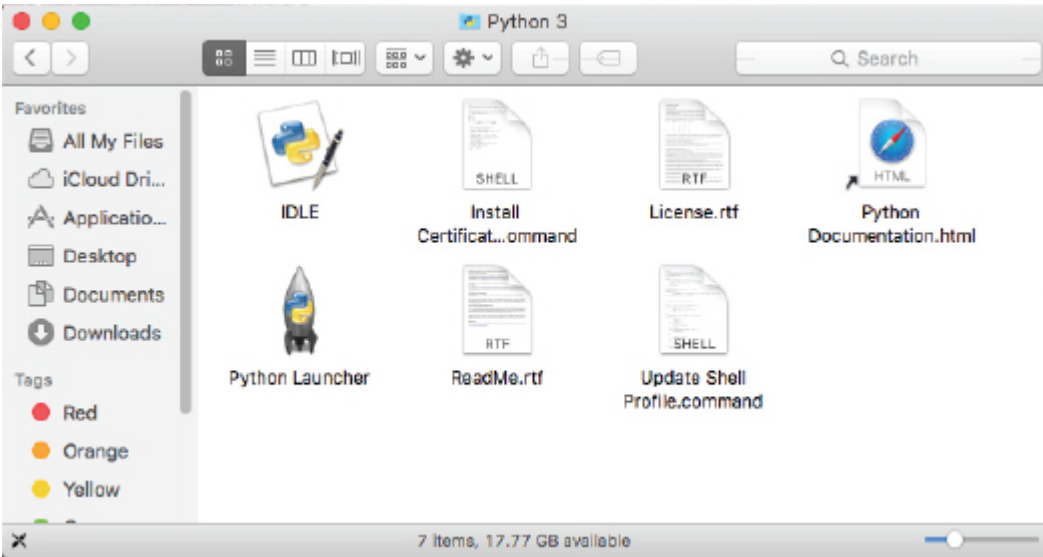 Python 3
Search
Favorites
All My Files
iCloud Dri...
Applicatio...
Desktop
Documents
Downloads
Tags
Red
Orange
Yellow
SHELL
RTF
HTML
IDLE
Install
Certificat...ommand
License.rtf
Python
Documentation.html
RTF
SHELL
Python Launcher
ReadMe.rtf
Update Shell
Profile.command
7 items, 17.77 GB available